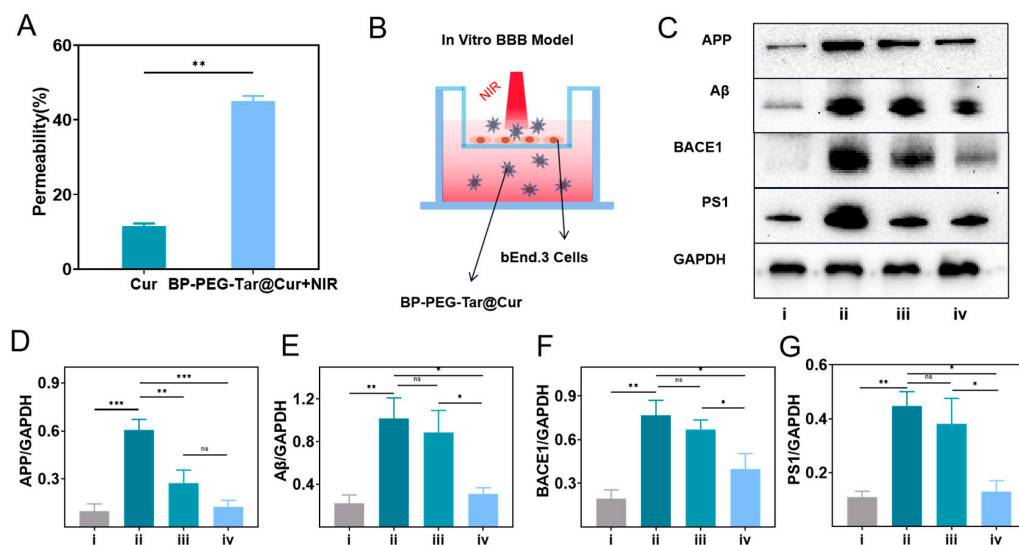 A
60
**
40
20
0
Permeability(%)
Cur
BP-PEG-Tar@Cur+NIR
B
In Vitro BBB Model
NIR
bEnd.3 Cells
BP-PEG-Tar@Cur
C
APP
Aβ
BACE1
PS1
GAPDH
i ii iii iv
D
APP/GAPDH
0.9
0.6
0.3
***
***
**
ns
i ii iii iv
E
Aβ/GAPDH
1.2
0.8
0.4
*
**
ns
*
i ii iii iv
F
BACE1/GAPDH
0.9
0.6
0.3
*
**
ns
*
i ii iii iv
G
PS1/GAPDH
0.6
0.4
0.2
*
**
ns
*
i ii iii iv